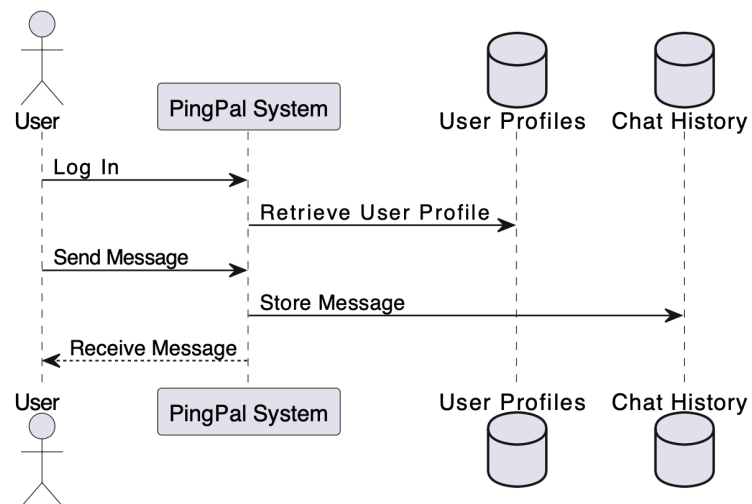 User
PingPal System
User Profiles
Chat History
Log In
Retrieve User Profile
Send Message
Store Message
Receive Message
User
PingPal System
User Profiles
Chat History